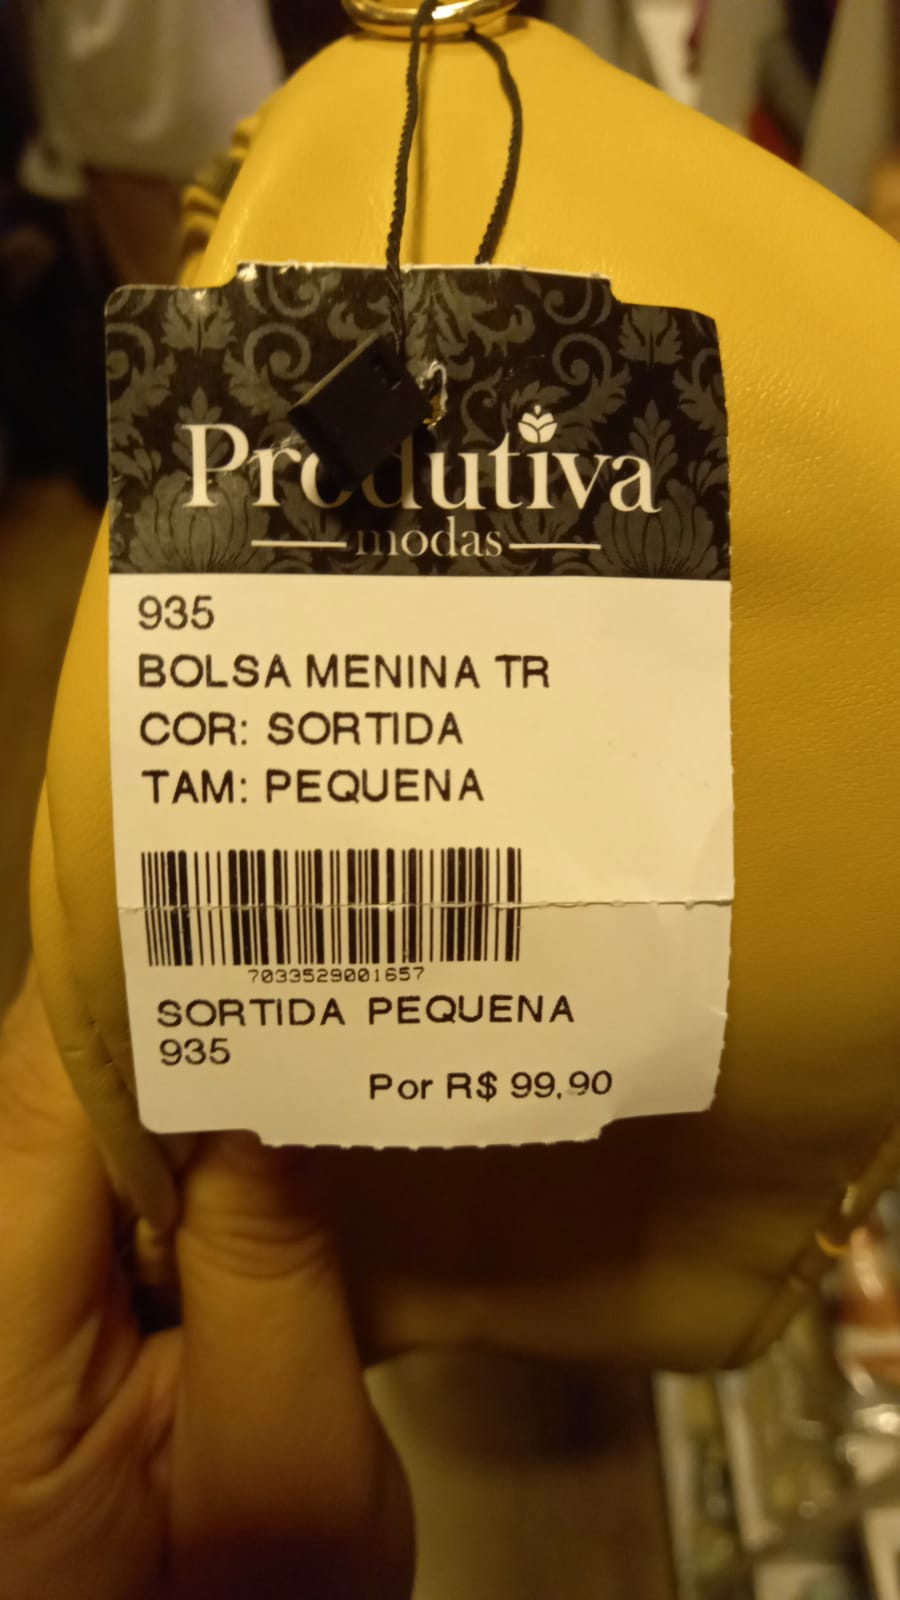 Produtiva
modas
935
BOLSA MENINA TR
COR: SORTIDA
TAM: PEQUENA
7033529001657
SORTIDA PEQUENA
935
Por R$ 99,90